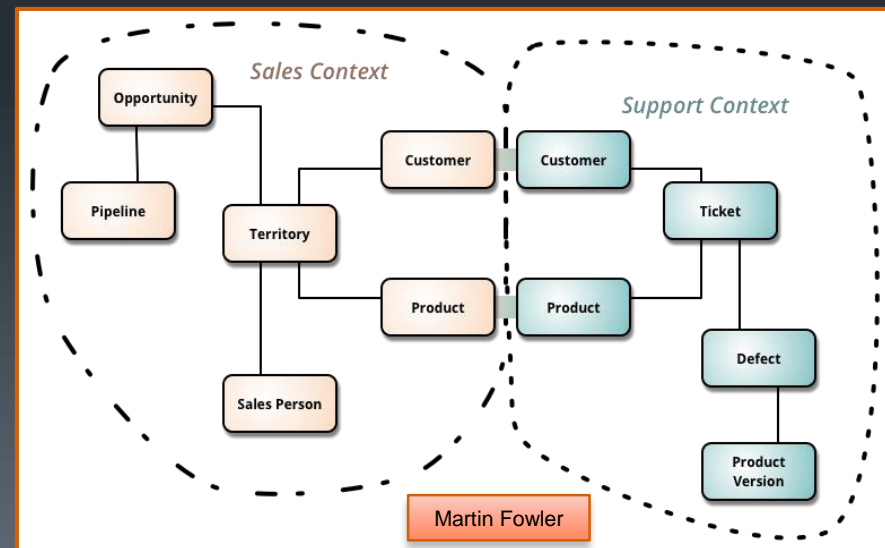 Sales Context
Opportunity
Pipeline
Territory
Sales Person
Customer
Product
Support Context
Customer
Product
Ticket
Defect
Product
Version
Martin Fowler